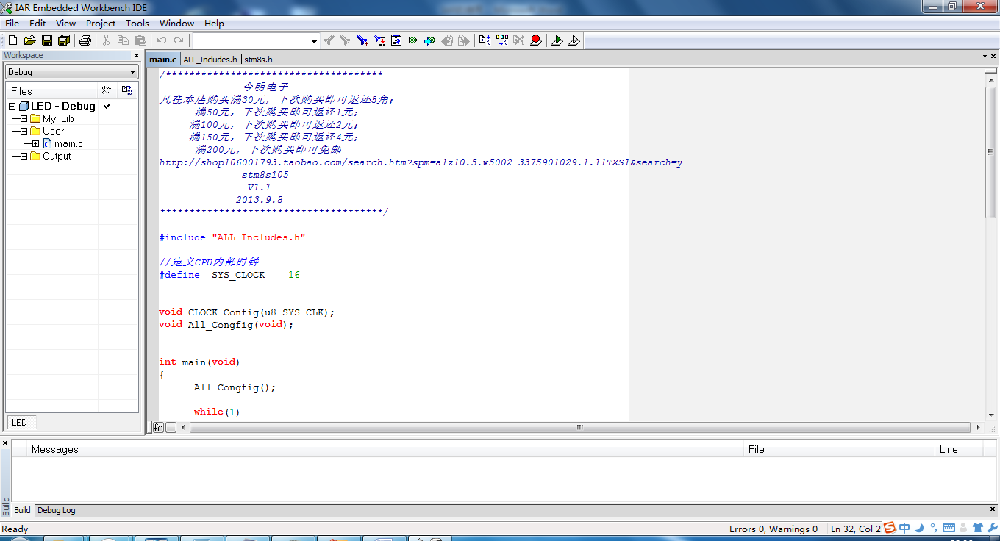 IAR Embedded Workbench IDE
File Edit View Project Tools Window Help
Workspace
main.c ALL_Includes.h stm8s.h
Debug
Files
LED - Debug
My_Lib
User
main.c
Output
LED
/*************************************
今明电子
凡在本店购买满30元，下次购买即可返还5角；
满50元，下次购买即可返还1元；
满100元，下次购买即可返还2元；
满150元，下次购买即可返还4元；
满200元，下次购买即可免邮
http://shop106001793.taobao.com/search.htm?spm=a1z10.5.w5002-3375901029.1.l1TXSl&search=y
stm8s105
V1.1
2013.9.8
**************************************/
#include "ALL_Includes.h"
//定义CPU内部时钟
#define SYS_CLOCK 16
void CLOCK_Config(u8 SYS_CLK);
void All_Congfig(void);
int main(void)
{
All_Congfig();
while(1)
Messages File Line
Build
Build Debug Log
Ready Errors 0, Warnings 0 Ln 32, Col 2 中